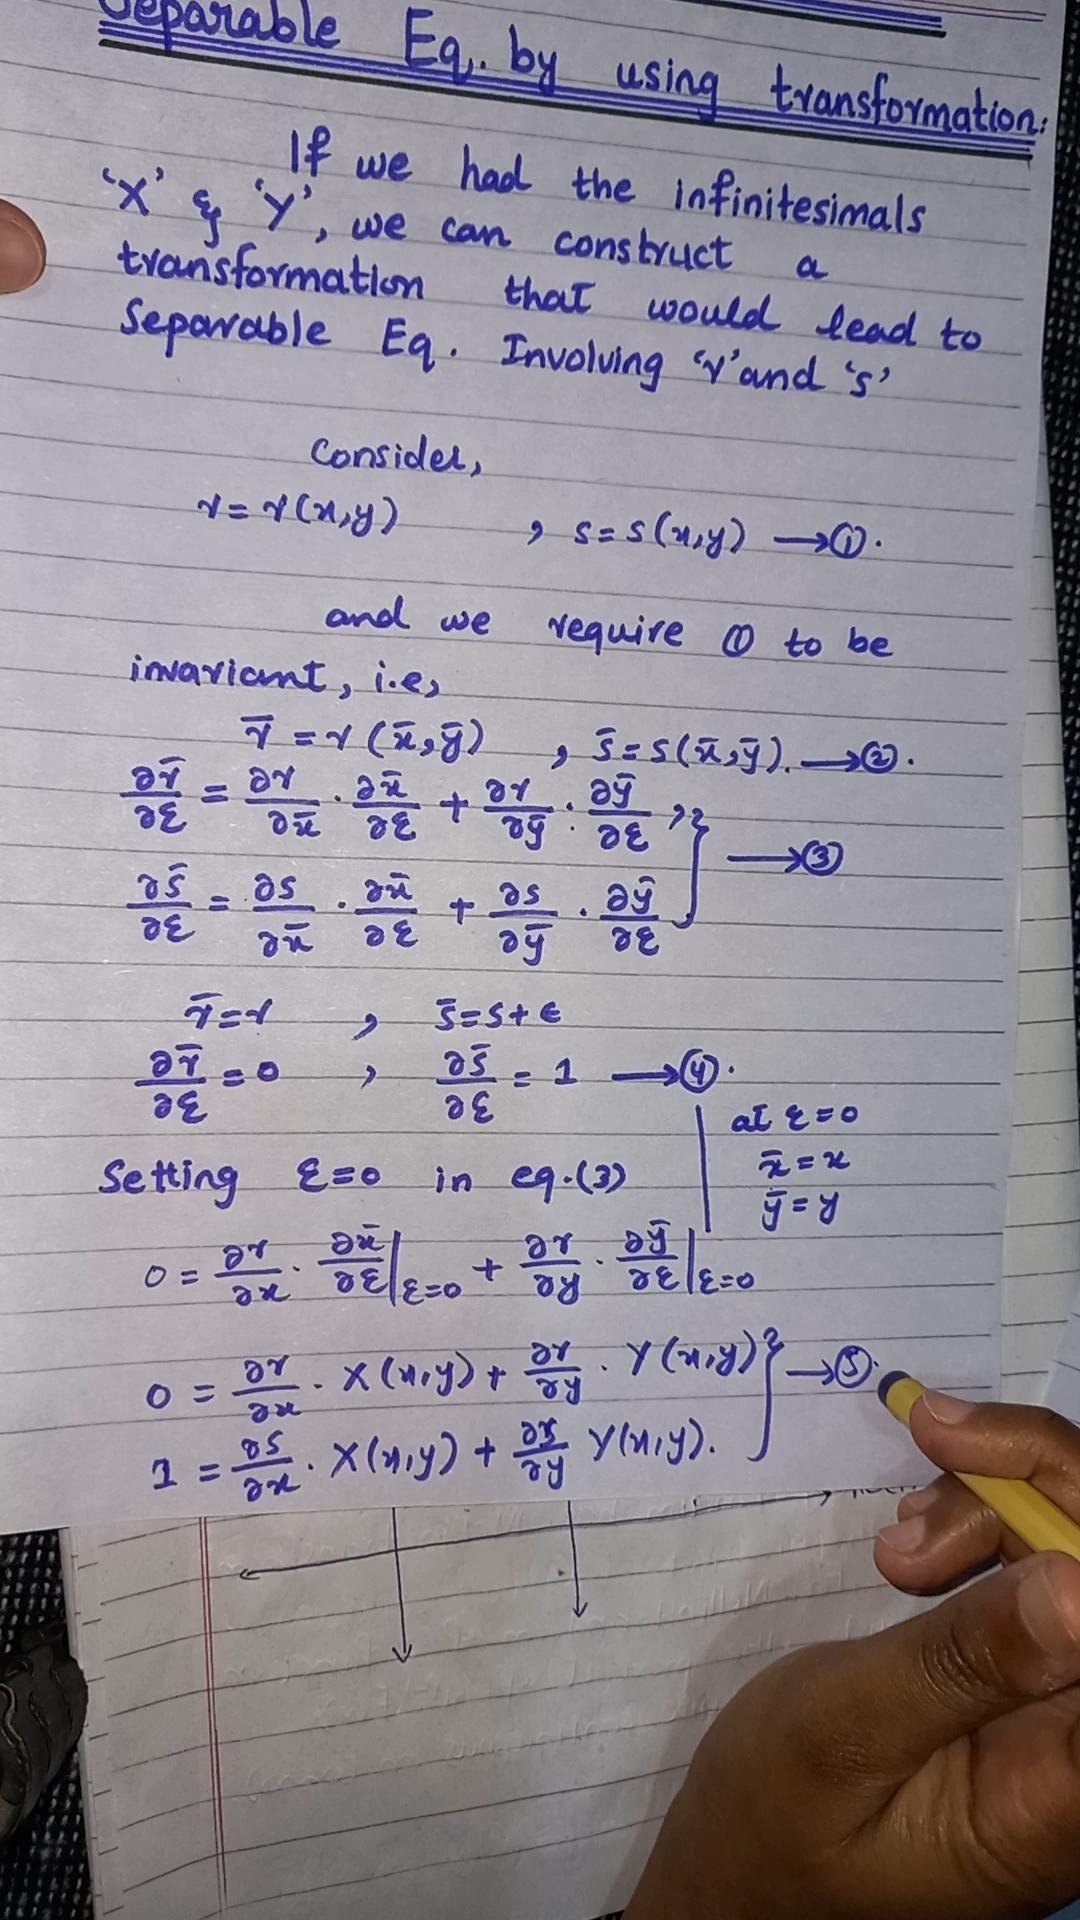 Separable Eq. by using transformation:
If we had the infinitesimals
'X' & 'Y', we can construct a
transformation that would lead to
Separable Eq. Involving 'r' and 's'
Consider,
r = r(x,y) , s = s(x,y) → ①.
and we require ① to be
invariant, i.e,
r̄ = r(x̄,ȳ) , s̄ = s(x̄,ȳ). → ②.
∂r̄/∂ε = ∂r/∂x̄ · ∂x̄/∂ε + ∂r/∂ȳ · ∂ȳ/∂ε , } → ③
∂s̄/∂ε = ∂s/∂x̄ · ∂x̄/∂ε + ∂s/∂ȳ · ∂ȳ/∂ε
r̄ = r , s̄ = s + ε
∂r̄/∂ε = 0 , ∂s̄/∂ε = 1 → ④.
at ε = 0
x̄ = x
ȳ = y
Setting ε = 0 in eq.(3)
0 = ∂r/∂x · ∂x̄/∂ε |ε=0 + ∂r/∂y · ∂ȳ/∂ε |ε=0
0 = ∂r/∂x · X(x,y) + ∂r/∂y · Y(x,y) } → ⑤.
1 = ∂s/∂x · X(x,y) + ∂s/∂y Y(x,y).